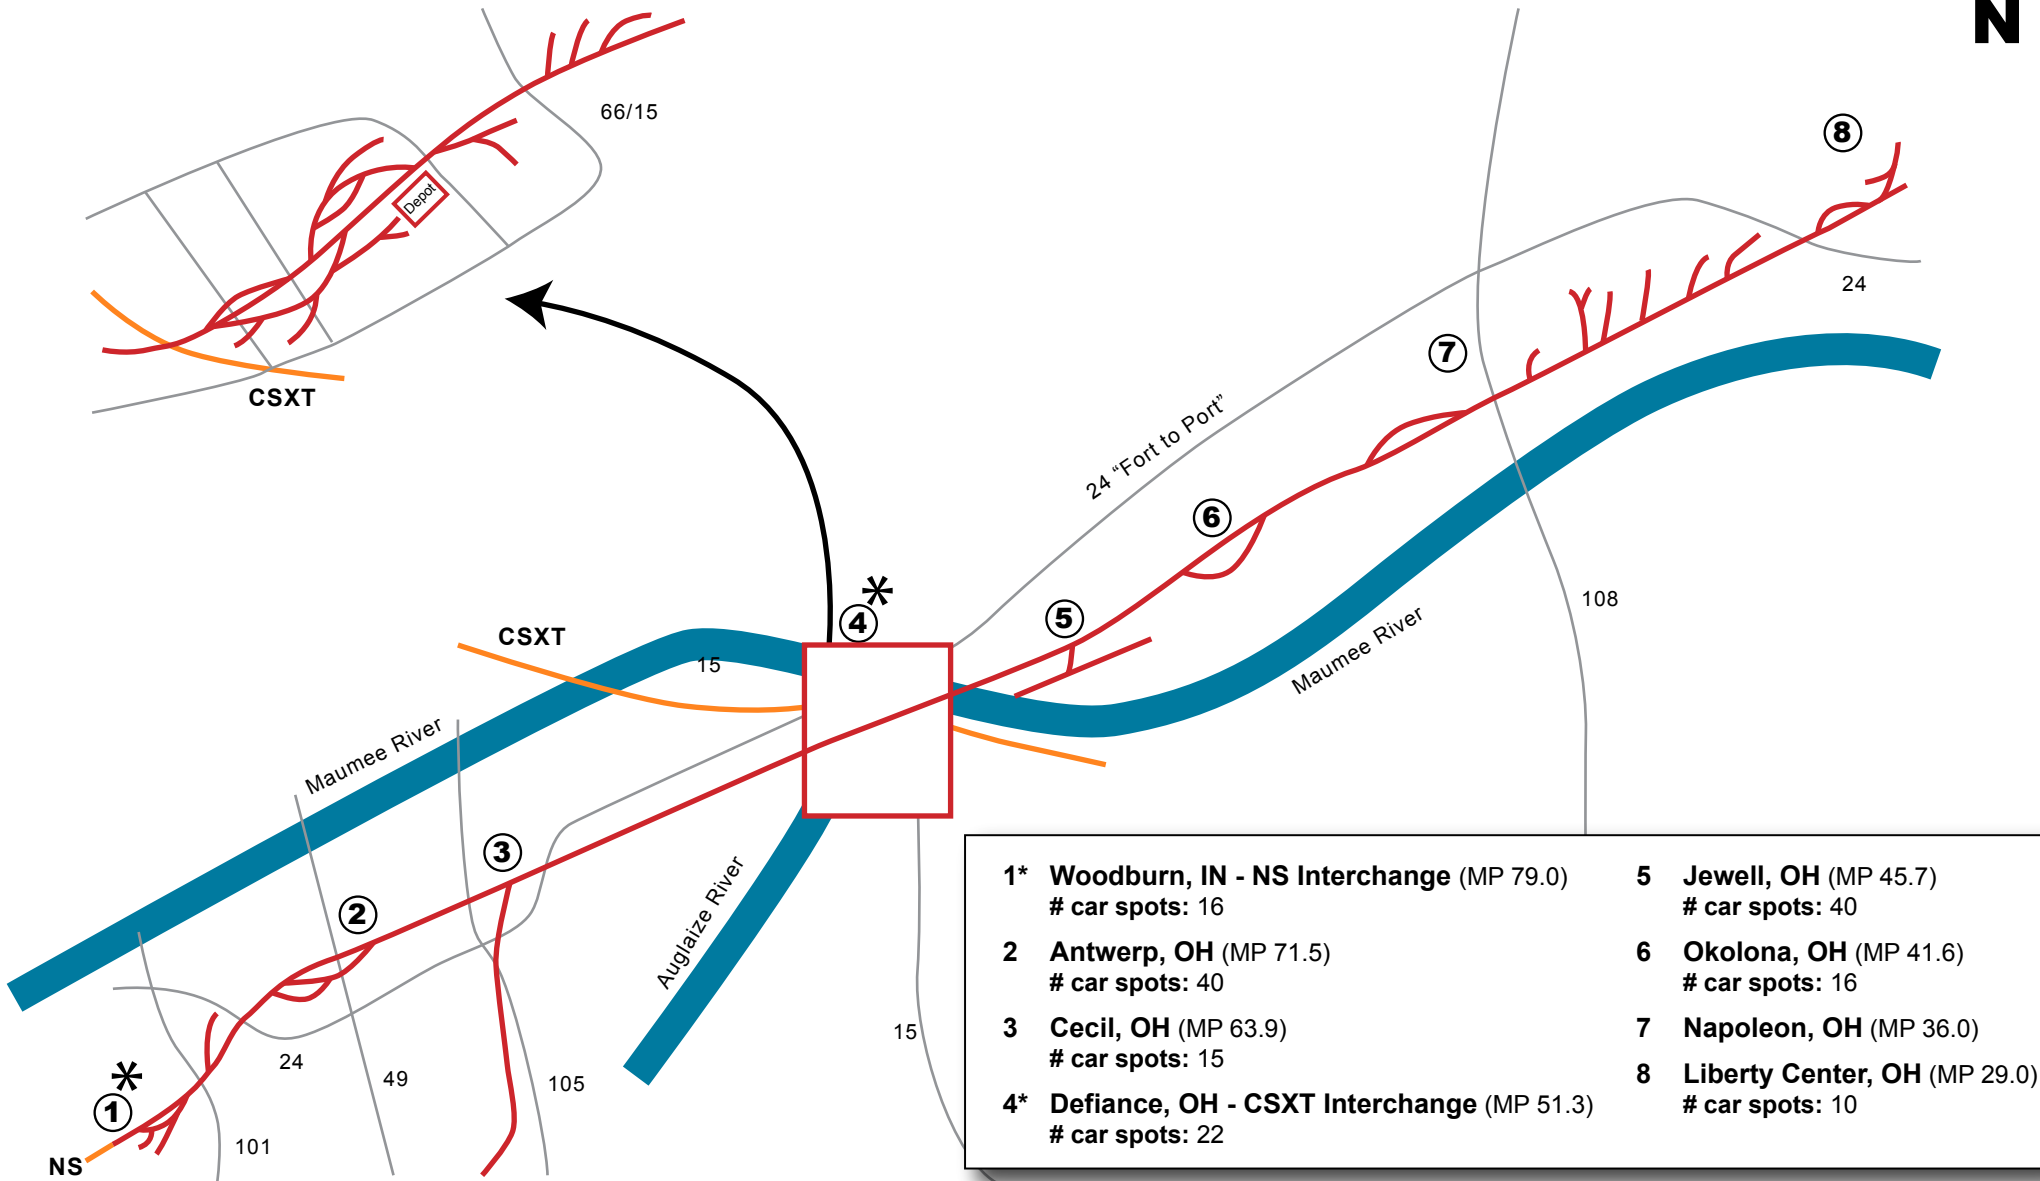 N
66/15
Depot
CSXT
8
24
7
24 “Fort to Port”
6
108
Maumee River
5
4*
CSXT
15
Maumee River
3
2
Auglaize River
15
24
49
105
*
1
101
NS
1* Woodburn, IN - NS Interchange (MP 79.0)
# car spots: 16
2 Antwerp, OH (MP 71.5)
# car spots: 40
3 Cecil, OH (MP 63.9)
# car spots: 15
4* Defiance, OH - CSXT Interchange (MP 51.3)
# car spots: 22
5 Jewell, OH (MP 45.7)
# car spots: 40
6 Okolona, OH (MP 41.6)
# car spots: 16
7 Napoleon, OH (MP 36.0)
8 Liberty Center, OH (MP 29.0)
# car spots: 10